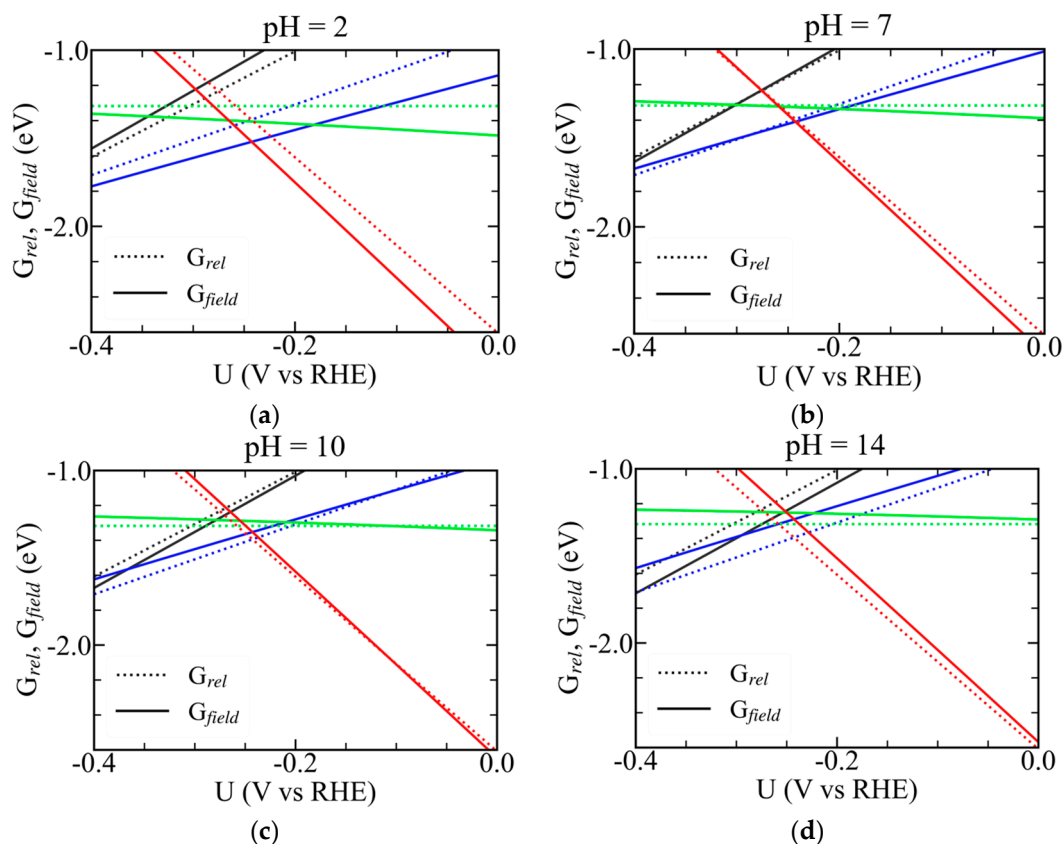 pH = 2
-1.0
-2.0
G_rel, G_field (eV)
G_rel
G_field
-0.4
-0.2
0.0
U (V vs RHE)
(a)
pH = 7
-1.0
-2.0
G_rel, G_field (eV)
G_rel
G_field
-0.4
-0.2
0.0
U (V vs RHE)
(b)
pH = 10
-1.0
-2.0
G_rel, G_field (eV)
G_rel
G_field
-0.4
-0.2
0.0
U (V vs RHE)
(c)
pH = 14
-1.0
-2.0
G_rel, G_field (eV)
G_rel
G_field
-0.4
-0.2
0.0
U (V vs RHE)
(d)